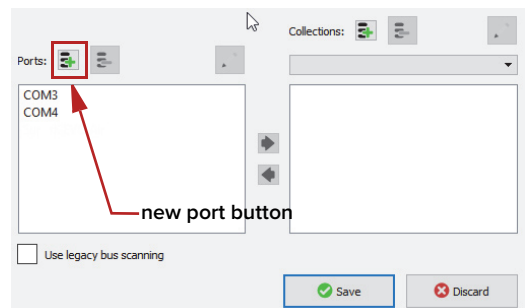 Collections:
Ports:
COM3
COM4
new port button
Use legacy bus scanning
Save
Discard